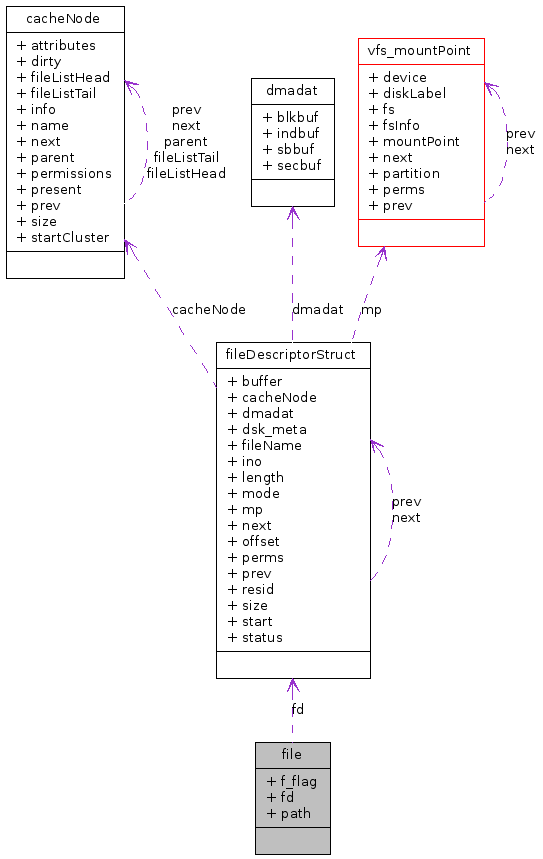 cacheNode
+ attributes
+ dirty
+ fileListHead
+ fileListTail
+ info
+ name
+ next
+ parent
+ permissions
+ present
+ prev
+ size
+ startCluster
prev
next
parent
fileListTail
fileListHead
dmadat
+ blkbuf
+ indbuf
+ sbbuf
+ secbuf
vfs_mountPoint
+ device
+ diskLabel
+ fs
+ fsInfo
+ mountPoint
+ next
+ partition
+ perms
+ prev
prev
next
cacheNode
dmadat
mp
fileDescriptorStruct
+ buffer
+ cacheNode
+ dmadat
+ dsk_meta
+ fileName
+ ino
+ length
+ mode
+ mp
+ next
+ offset
+ perms
+ prev
+ resid
+ size
+ start
+ status
prev
next
fd
file
+ f_flag
+ fd
+ path